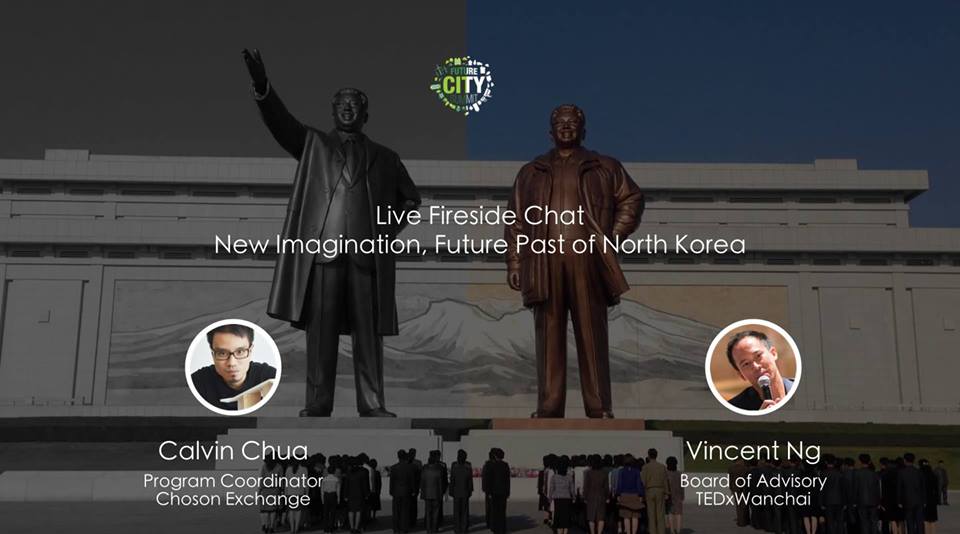 FUTURE
CITY
SUMMIT
Live Fireside Chat
New Imagination, Future Past of North Korea
Calvin Chua
Program Coordinator
Choson Exchange
Vincent Ng
Board of Advisory
TEDxWanchai